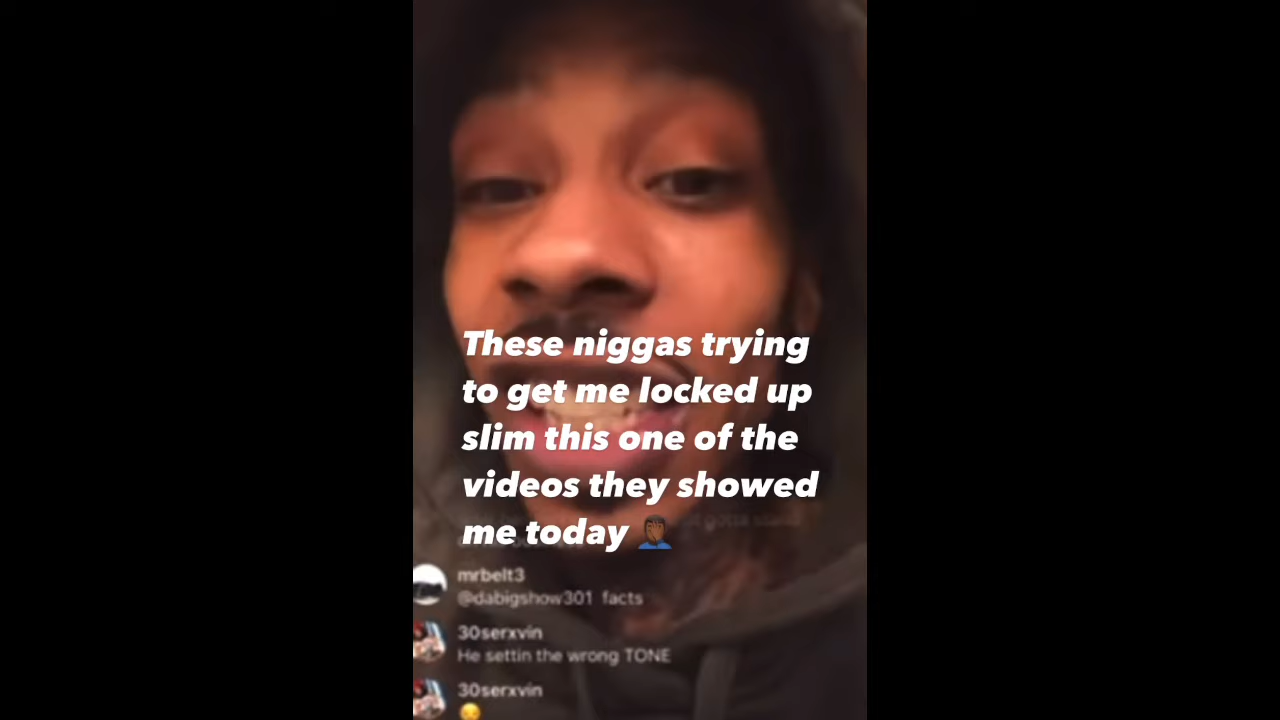 These niggas trying
to get me locked up
slim this one of the
videos they showed
me today 🤦🏾‍♂️
mrbelt3
@dabigshow301 facts
30serxvin
He settin the wrong TONE
30serxvin
😒